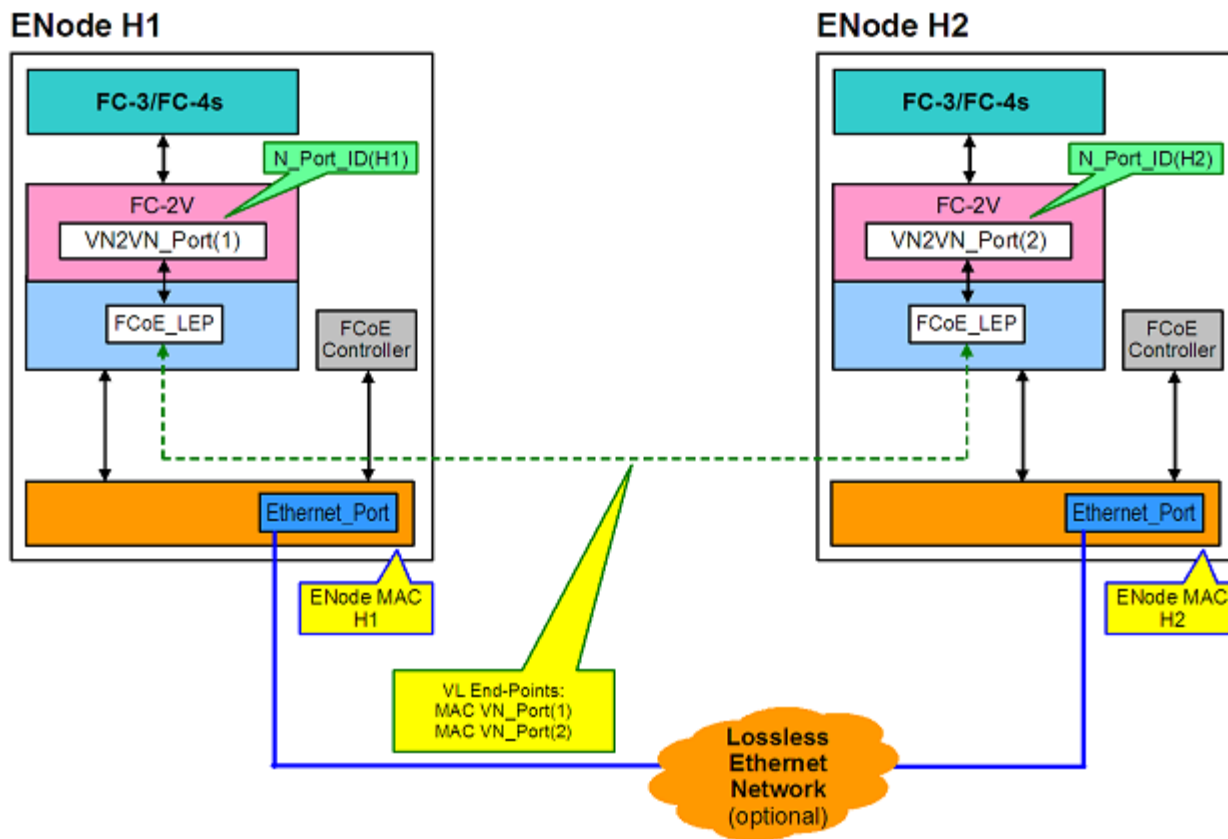 ENode H1
ENode H2
FC-3/FC-4s
FC-3/FC-4s
N_Port_ID(H1)
N_Port_ID(H2)
FC-2V
FC-2V
VN2VN_Port(1)
VN2VN_Port(2)
FCoE_LEP
FCoE
Controller
FCoE_LEP
FCoE
Controller
Ethernet_Port
Ethernet_Port
ENode MAC
H1
ENode MAC
H2
VL End-Points:
MAC VN_Port(1)
MAC VN_Port(2)
Lossless
Ethernet
Network
(optional)